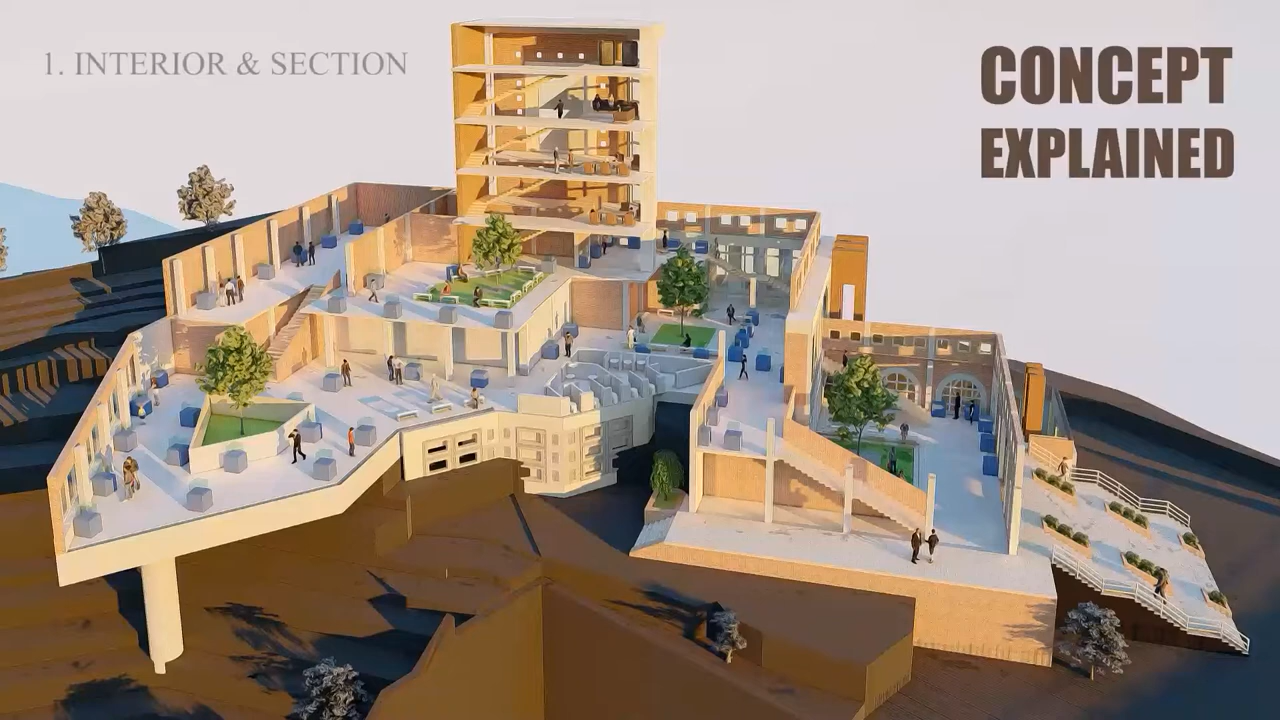 1. INTERIOR & SECTION
CONCEPT
EXPLAINED